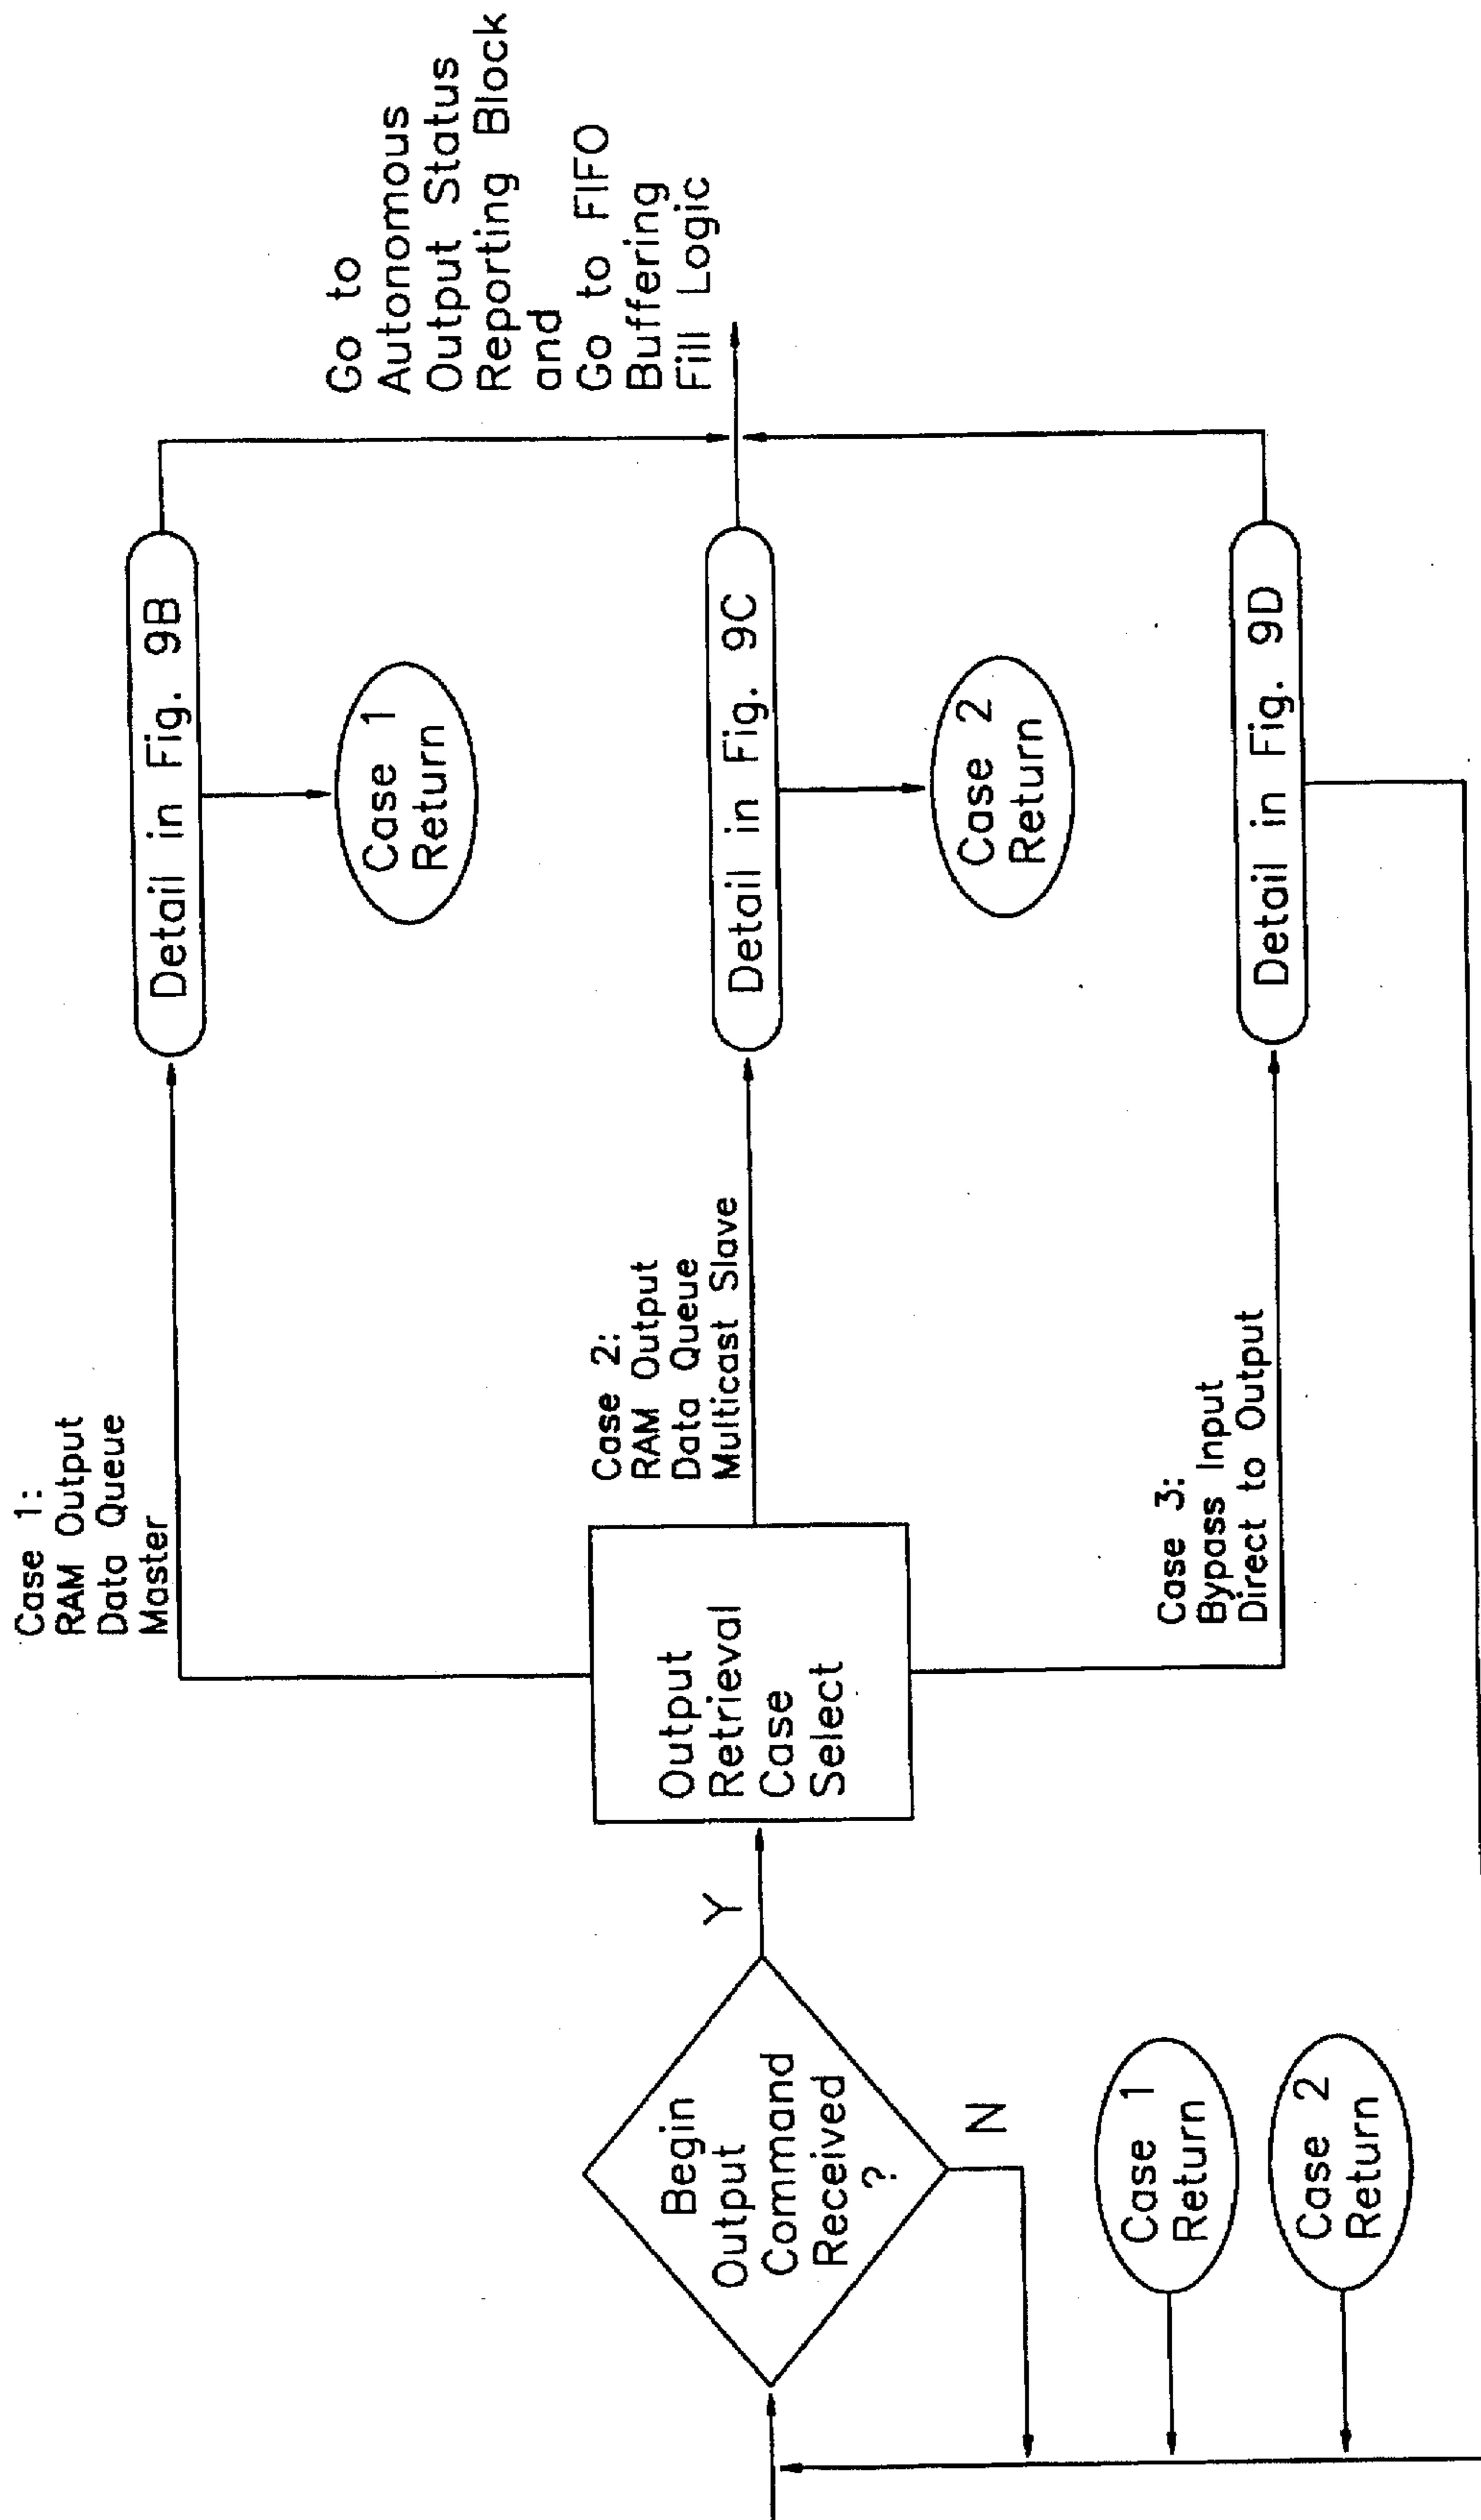 Begin
Output
Command
Received
?
Y
N
Case 1
Return
Case 2
Return
Output
Retrieval
Case
Select
Case 1:
RAM Output
Data Queue
Master
Case 2:
RAM Output
Data Queue
Multicast Slave
Case 3:
Bypass Input
Direct to Output
Detail in Fig. 9B
Case 1
Return
Detail in Fig. 9C
Case 2
Return
Detail in Fig. 9D
Go to
Autonomous
Output Status
Reporting Block
and
Go to FIFO
Buffering
Fill Logic